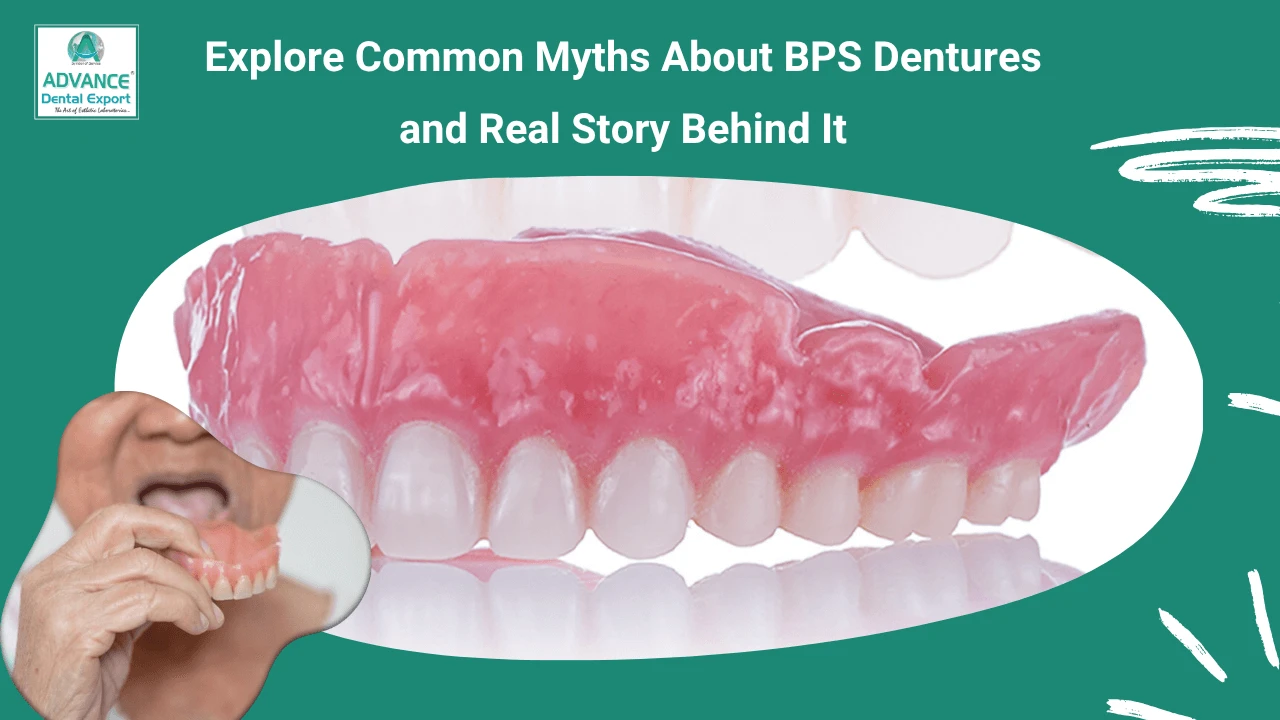 Explore Common Myths About BPS Dentures
and Real Story Behind It
ADVANCE®
Dental Export
The Art of Esthetic Laboratories...